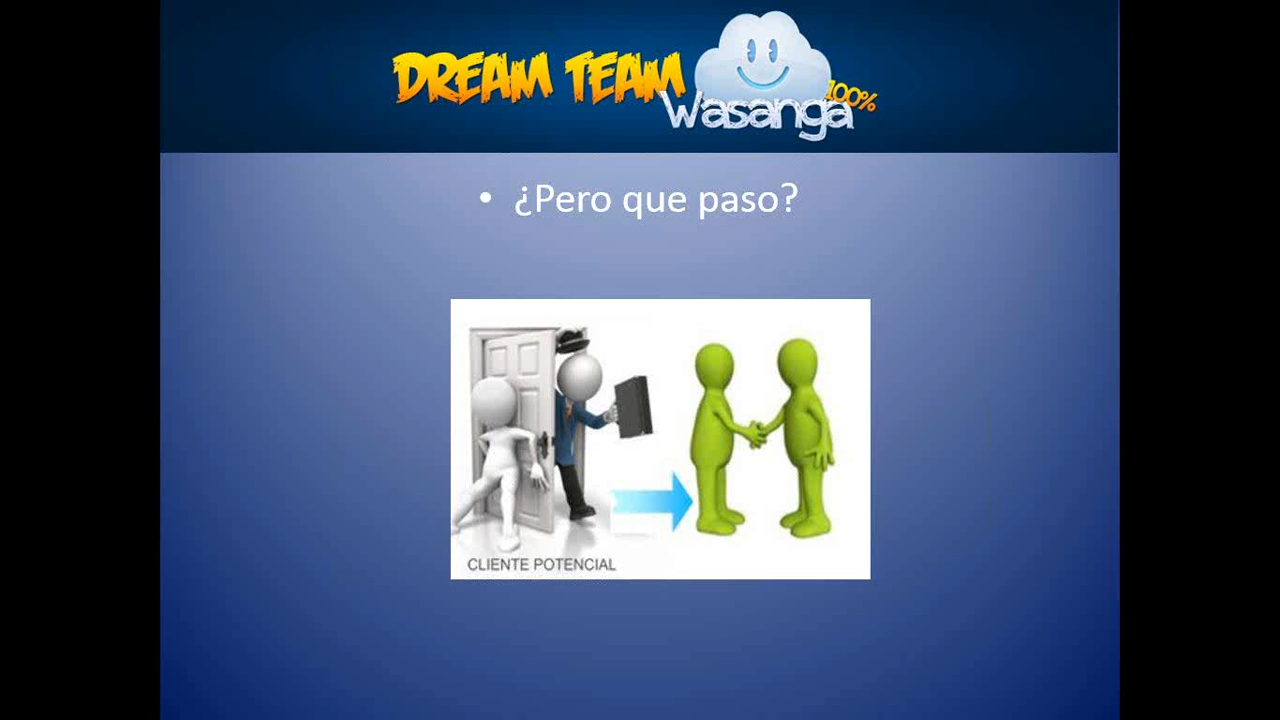 DREAM TEAM
Wasanga 100%
• ¿Pero que paso?
CLIENTE POTENCIAL